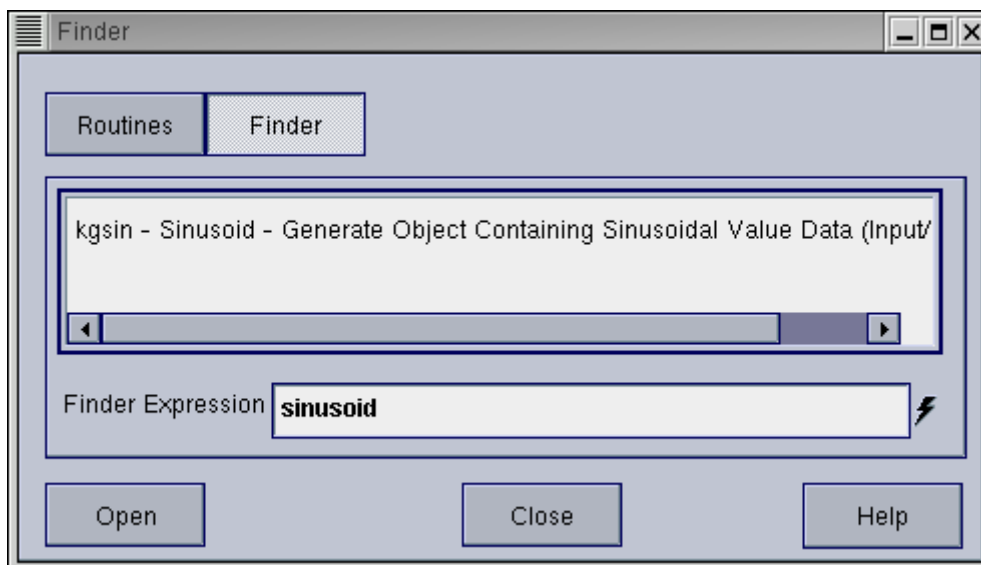 Finder
Routines Finder
kgsin - Sinusoid - Generate Object Containing Sinusoidal Value Data (Input/
Finder Expression sinusoid
Open Close Help